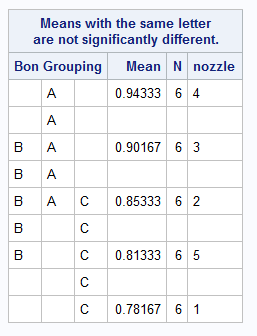 Means with the same letter
are not significantly different.
Bon Grouping Mean N nozzle
A 0.94333 6 4
A
B A 0.90167 6 3
B A
B A C 0.85333 6 2
B C
B C 0.81333 6 5
C
C 0.78167 6 1